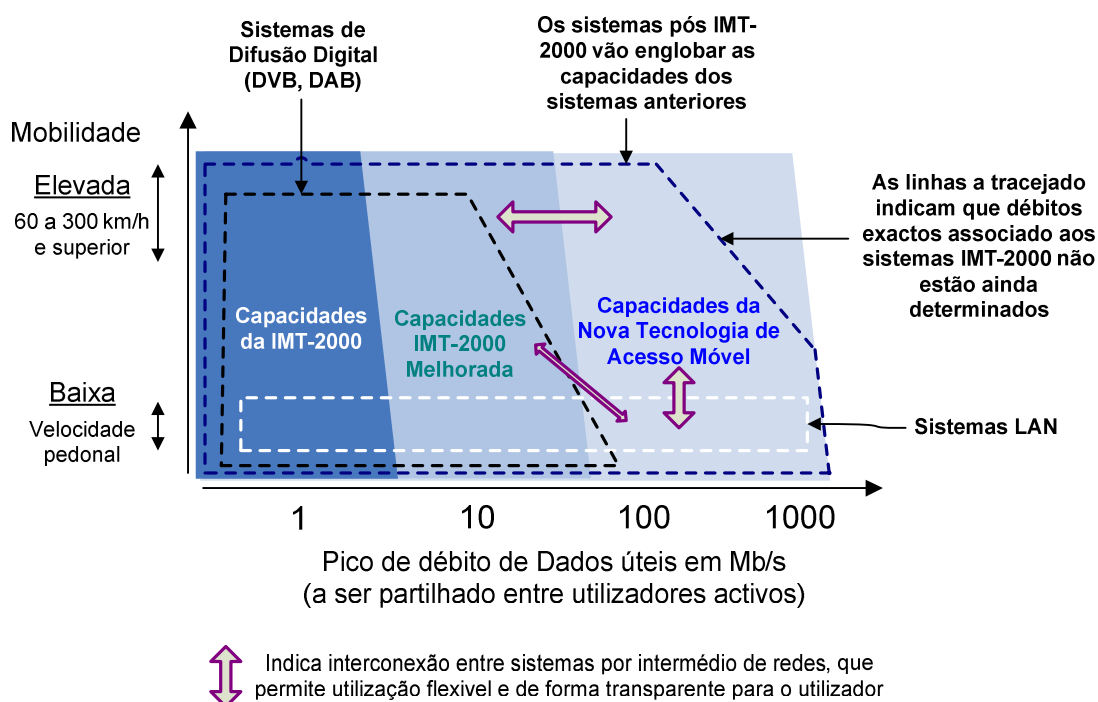 Sistemas de
Difusão Digital
(DVB, DAB)
Os sistemas pós IMT-
2000 vão englobar as
capacidades dos
sistemas anteriores
Mobilidade
Elevada
60 a 300 km/h
e superior
As linhas a tracejado
indicam que débitos
exactos associado aos
sistemas IMT-2000 não
estão ainda
determinados
Capacidades
da IMT-2000
Capacidades
IMT-2000
Melhorada
Capacidades da
Nova Tecnologia de
Acesso Móvel
Baixa
Velocidade
pedonal
Sistemas LAN
1 10 100 1000
Pico de débito de Dados úteis em Mb/s
(a ser partilhado entre utilizadores activos)
Indica interconexão entre sistemas por intermédio de redes, que
permite utilização flexivel e de forma transparente para o utilizador